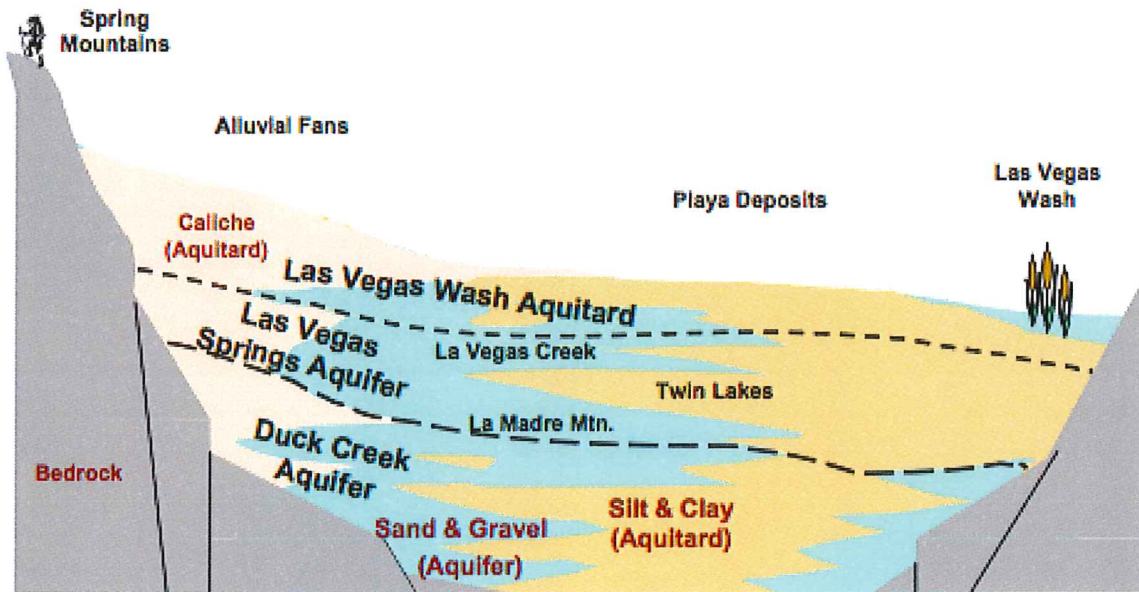 Spring
Mountains
Alluvial Fans
Las Vegas
Wash
Playa Deposits
Caliche
(Aquitard)
Las Vegas Wash Aquitard
Las Vegas
Springs Aquifer
La Vegas Creek
Twin Lakes
La Madre Mtn.
Duck Creek
Aquifer
Bedrock
Silt & Clay
(Aquitard)
Sand & Gravel
(Aquifer)